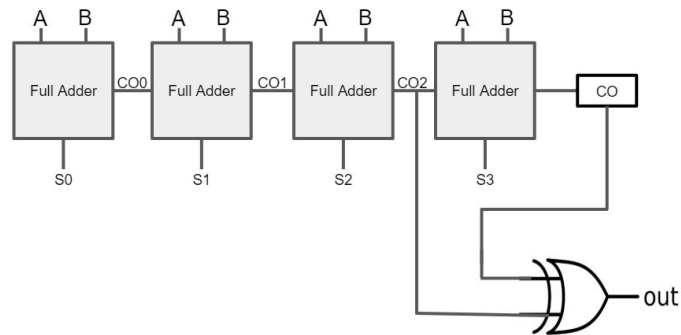 A B A B A B A B
Full Adder CO0 Full Adder CO1 Full Adder CO2 Full Adder CO
S0 S1 S2 S3
out